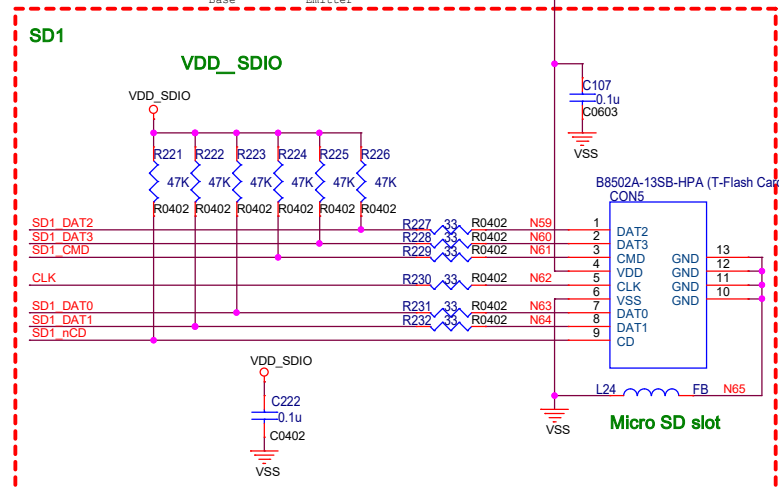 Base Emitter
SD1
VDD_SDIO
VDD_SDIO
C107
0.1u
C0603
VSS
R221 R222 R223 R224 R225 R226
47K 47K 47K 47K 47K 47K
R0402 R0402 R0402 R0402 R0402 R0402
B8502A-13SB-HPA (T-Flash Card
CON5
SD1_DAT2 R227 33 R0402 N59 1 DAT2
SD1_DAT3 R228 33 R0402 N60 2 DAT3
SD1_CMD R229 33 R0402 N61 3 CMD GND 13
4 VDD GND 12
CLK R230 33 R0402 N62 5 CLK GND 11
6 VSS GND 10
SD1_DAT0 R231 33 R0402 N63 7 DAT0
SD1_DAT1 R232 33 R0402 N64 8 DAT1
SD1_nCD 9 CD
VDD_SDIO
C222
0.1u
C0402
VSS
L24 FB N65
VSS
Micro SD slot